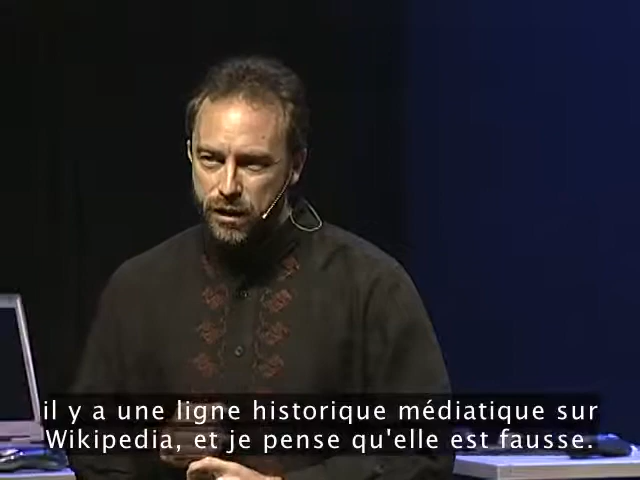 il y a une ligne historique médiatique sur
Wikipedia, et je pense qu'elle est fausse.